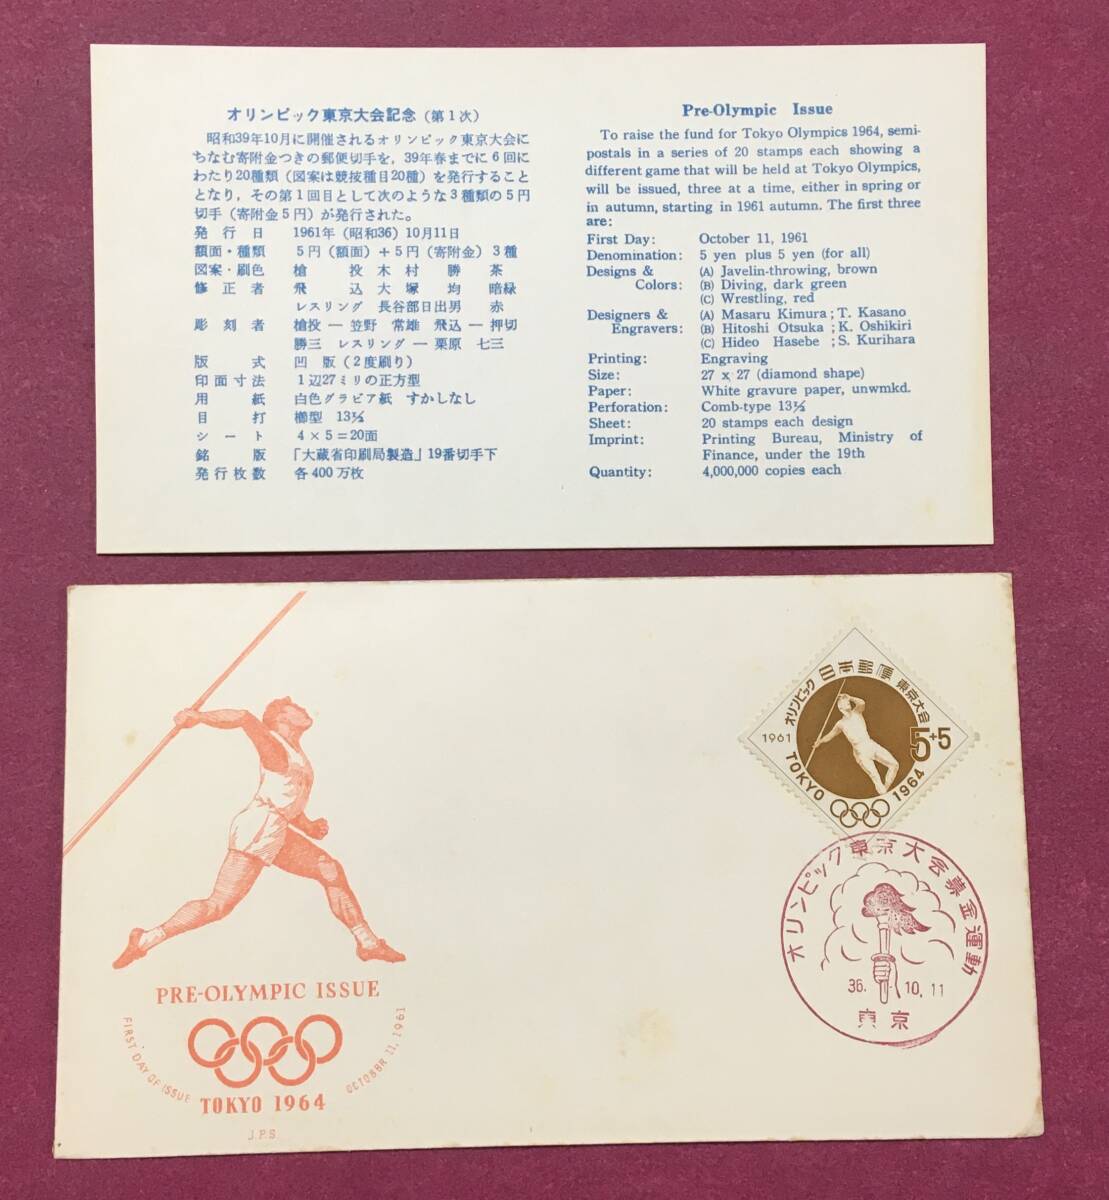 オリンピック東京大会記念（第1次）
昭和39年10月に開催されるオリンピック東京大会に
ちなむ寄附金つきの郵便切手を，39年春までに6回に
わたり20種類（図案は競技種目20種）を発行すること
となり，その第1回目として次のような3種類の5円
切手（寄附金5円）が発行された。
発行日 1961年（昭和36）10月11日
額面・種類 5円（額面）＋5円（寄附金）3種
図案・刷色 槍投 木村勝 茶
修正者 飛込 大塚均 暗緑
レスリング 長谷部日出男 赤
彫刻者 槍投 ― 笠野 常雄 飛込 ― 押切
勝三 レスリング ― 栗原 七三
版式 凹 版（2度刷り）
印面寸法 1辺27ミリの正方型
用紙 白色グラビア紙 すかしなし
目打 櫛型 13½
シート 4×5＝20面
銘版 「大蔵省印刷局製造」19番切手下
発行枚数 各400万枚
Pre-Olympic Issue
To raise the fund for Tokyo Olympics 1964, semi-
postals in a series of 20 stamps each showing a
different game that will be held at Tokyo Olympics,
will be issued, three at a time, either in spring or
in autumn, starting in 1961 autumn. The first three
are:
First Day: October 11, 1961
Denomination: 5 yen plus 5 yen (for all)
Designs & (A) Javelin-throwing, brown
Colors: (B) Diving, dark green
(C) Wrestling, red
Designers & (A) Masaru Kimura; T. Kasano
Engravers: (B) Hitoshi Otsuka; K. Oshikiri
(C) Hideo Hasebe; S. Kurihara
Printing: Engraving
Size: 27 x 27 (diamond shape)
Paper: White gravure paper, unwmkd.
Perforation: Comb-type 13½
Sheet: 20 stamps each design
Imprint: Printing Bureau, Ministry of
Finance, under the 19th
Quantity: 4,000,000 copies each
オリンピック 日本郵便 東京大会
1961
5+5
TOKYO 1964
オリンピック東京大会募金運動
36. 10.11
東京
PRE-OLYMPIC ISSUE
FIRST DAY OF ISSUE OCTOBER 11, 1961
TOKYO 1964
J.P.S